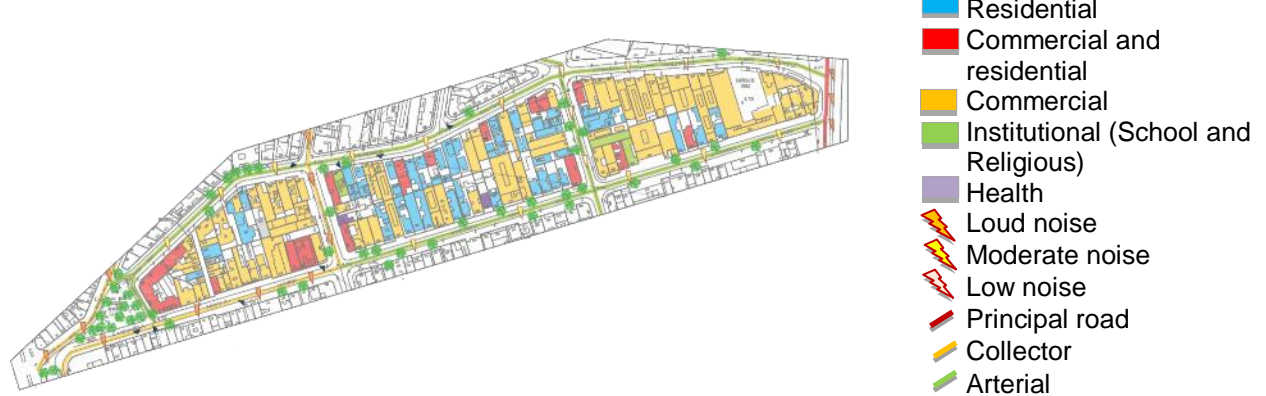 Residential
Commercial and
residential
Commercial
Institutional (School and
Religious)
Health
Loud noise
Moderate noise
Low noise
Principal road
Collector
Arterial